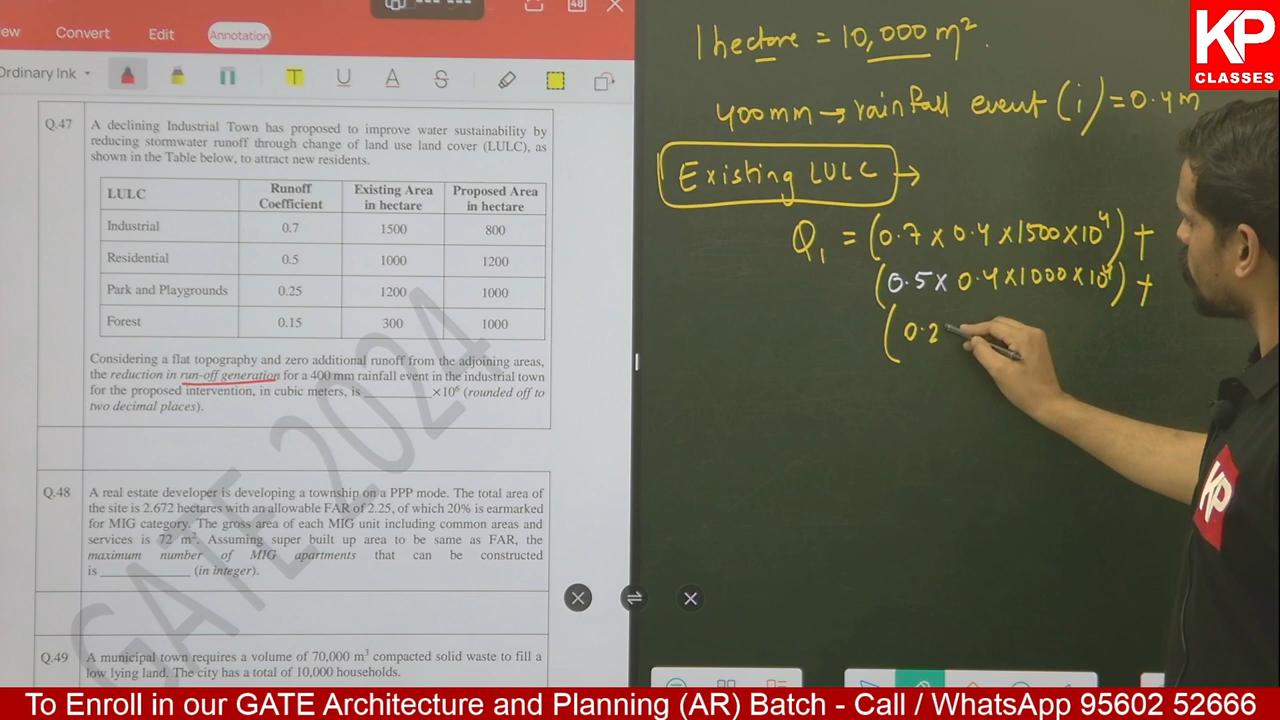 ew Convert Edit Annotation
48
Ordinary Ink
Q.47 A declining Industrial Town has proposed to improve water sustainability by
reducing stormwater runoff through change of land use land cover (LULC), as
shown in the Table below, to attract new residents.
LULC Runoff Coefficient Existing Area in hectare Proposed Area in hectare
Industrial 0.7 1500 800
Residential 0.5 1000 1200
Park and Playgrounds 0.25 1200 1000
Forest 0.15 300 1000
Considering a flat topography and zero additional runoff from the adjoining areas,
the reduction in run-off generation for a 400 mm rainfall event in the industrial town
for the proposed intervention, in cubic meters, is __________×10⁶ (rounded off to
two decimal places).
Q.48 A real estate developer is developing a township on a PPP mode. The total area of
the site is 2.672 hectares with an allowable FAR of 2.25, of which 20% is earmarked
for MIG category. The gross area of each MIG unit including common areas and
services is 72 m². Assuming super built up area to be same as FAR, the
maximum number of MIG apartments that can be constructed
is ______________ (in integer).
Q.49 A municipal town requires a volume of 70,000 m³ compacted solid waste to fill a
low lying land. The city has a total of 10,000 households.
GATE 2024
1 hectare = 10,000 m².
400mm → rainfall event (i) = 0.4 m
Existing LULC →
Q₁ = (0.7 × 0.4 × 1500 × 10⁴) +
(0.5 × 0.4 × 1000 × 10⁴) +
(0.2
KP
CLASSES
KP
To Enroll in our GATE Architecture and Planning (AR) Batch - Call / WhatsApp 95602 52666